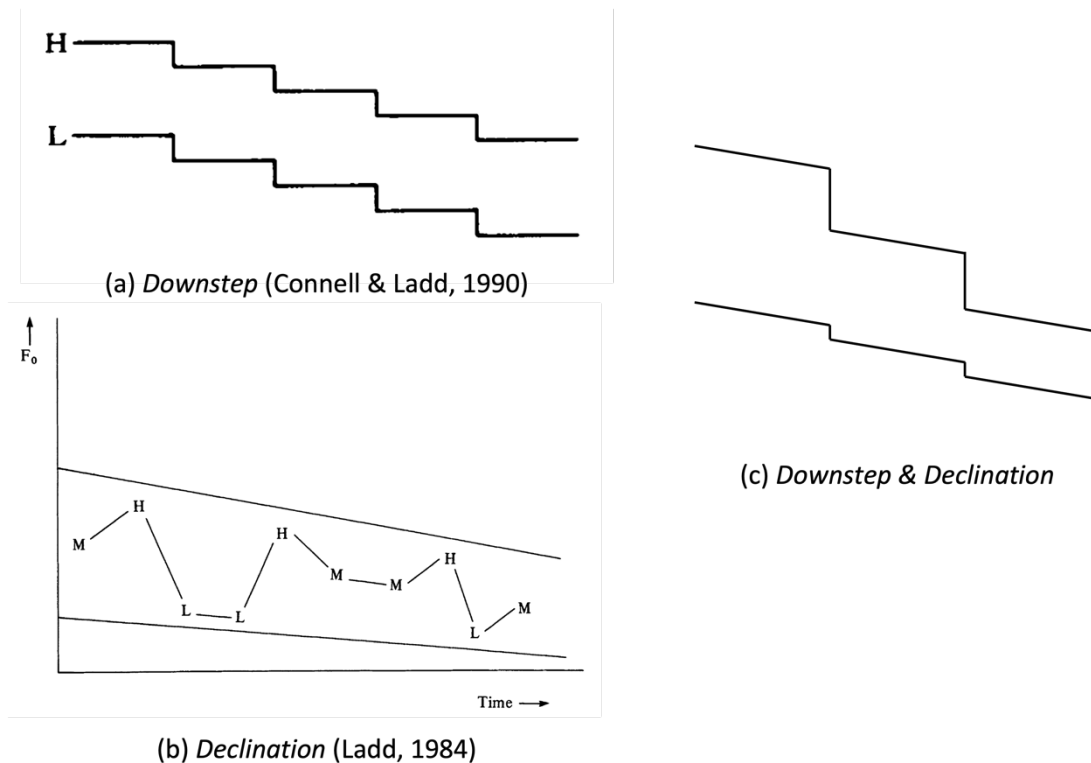 H
L
(a) Downstep (Connell & Ladd, 1990)
F₀
H
M
L
L
H
M
M
H
L
M
Time
(b) Declination (Ladd, 1984)
(c) Downstep & Declination